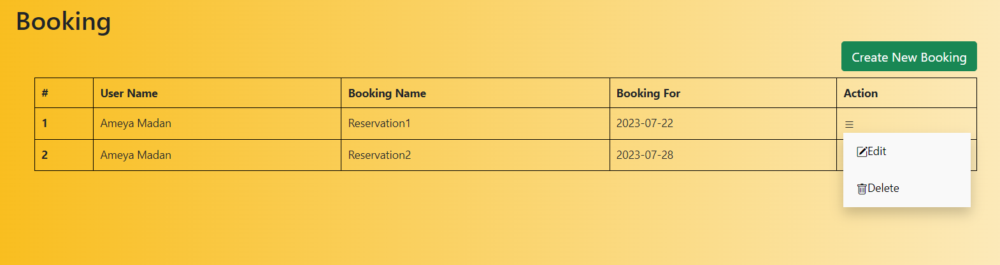 Booking
Create New Booking
# User Name Booking Name Booking For Action
1 Ameya Madan Reservation1 2023-07-22
2 Ameya Madan Reservation2 2023-07-28
Edit
Delete